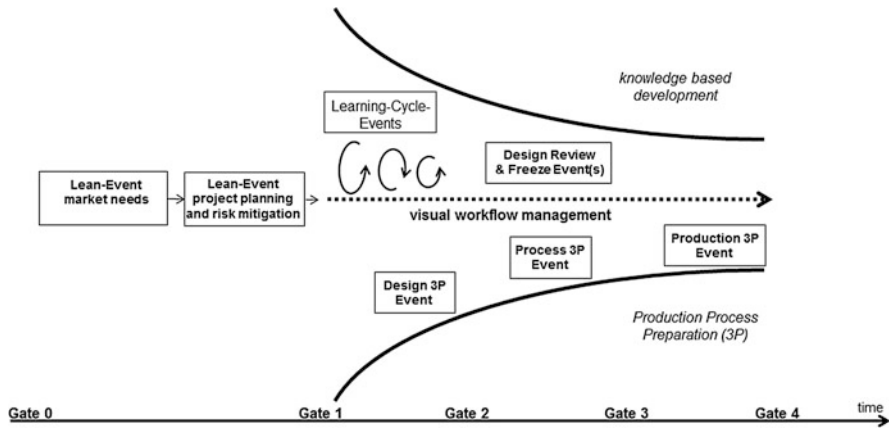 knowledge based
development
Learning-Cycle-
Events
Design Review
& Freeze Event(s)
Lean-Event
market needs
Lean-Event
project planning
and risk mitigation
visual workflow management
Production 3P
Event
Process 3P
Event
Design 3P
Event
Production Process
Preparation (3P)
Gate 0
Gate 1
Gate 2
Gate 3
Gate 4
time